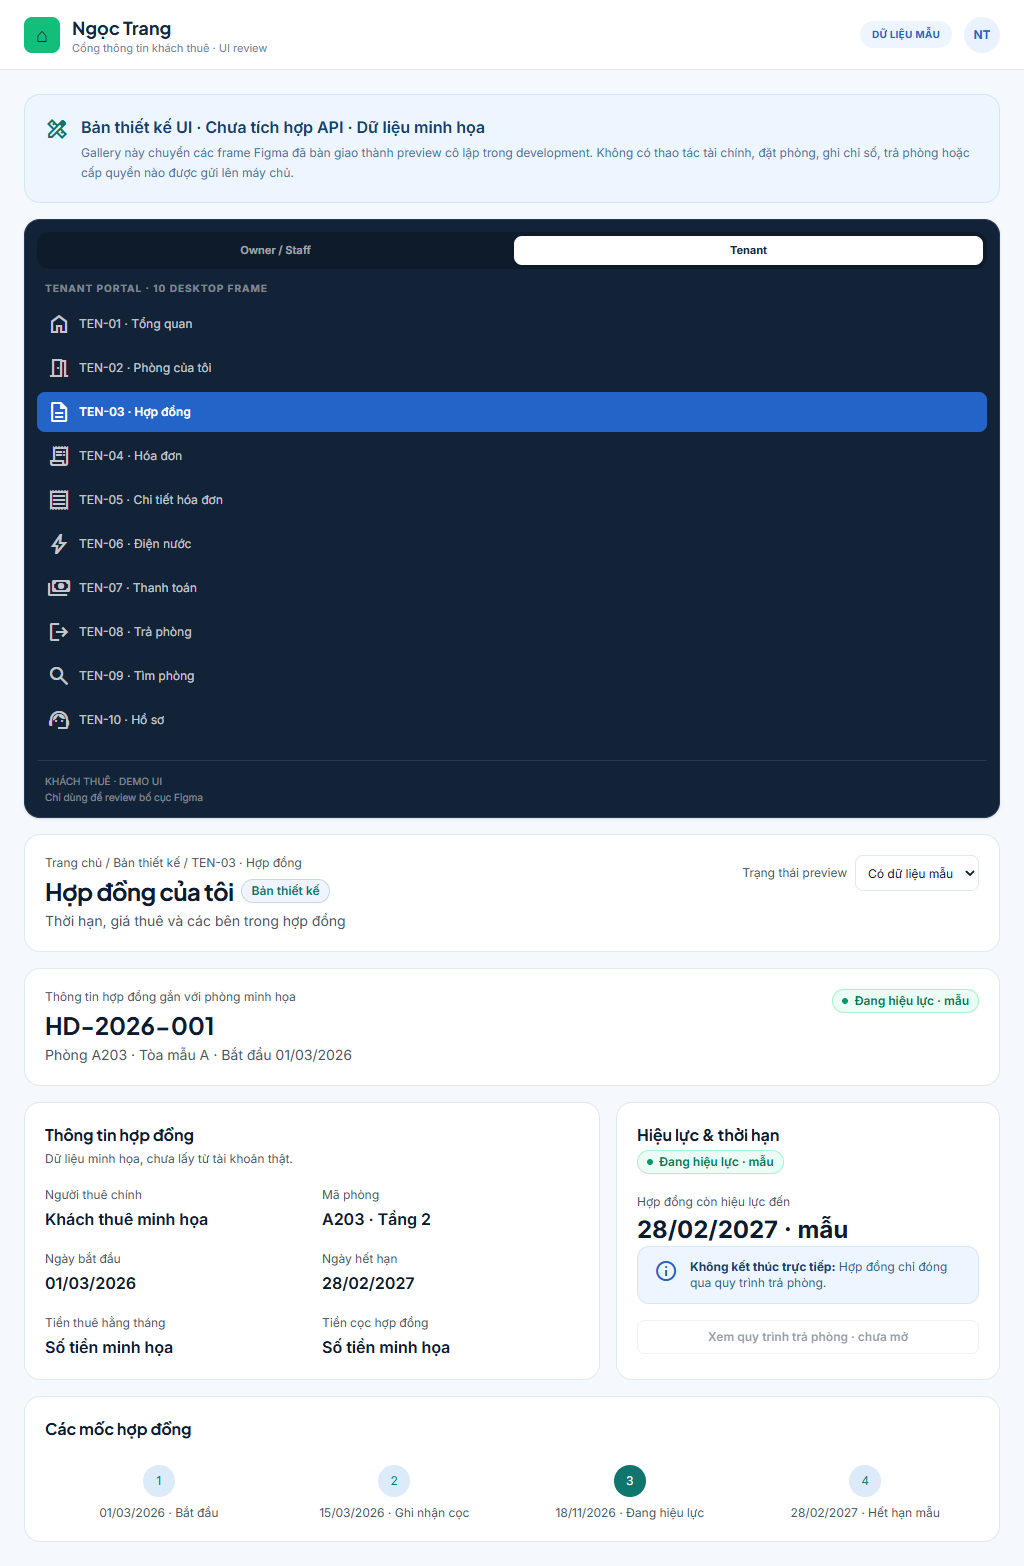 Ngọc Trang
Cổng thông tin khách thuê · UI review
DỮ LIỆU MẪU
NT
Bản thiết kế UI · Chưa tích hợp API · Dữ liệu minh họa
Gallery này chuyển các frame Figma đã bàn giao thành preview cô lập trong development. Không có thao tác tài chính, đặt phòng, ghi chỉ số, trả phòng hoặc
cấp quyền nào được gửi lên máy chủ.
Owner / Staff
Tenant
TENANT PORTAL · 10 DESKTOP FRAME
TEN-01 · Tổng quan
TEN-02 · Phòng của tôi
TEN-03 · Hợp đồng
TEN-04 · Hóa đơn
TEN-05 · Chi tiết hóa đơn
TEN-06 · Điện nước
TEN-07 · Thanh toán
TEN-08 · Trả phòng
TEN-09 · Tìm phòng
TEN-10 · Hồ sơ
KHÁCH THUÊ · DEMO UI
Chỉ dùng để review bố cục Figma
Trang chủ / Bản thiết kế / TEN-03 · Hợp đồng
Hợp đồng của tôi
Bản thiết kế
Thời hạn, giá thuê và các bên trong hợp đồng
Trạng thái preview
Có dữ liệu mẫu
Thông tin hợp đồng gắn với phòng minh họa
HD-2026-001
Phòng A203 · Tòa mẫu A · Bắt đầu 01/03/2026
Đang hiệu lực · mẫu
Thông tin hợp đồng
Dữ liệu minh họa, chưa lấy từ tài khoản thật.
Người thuê chính
Khách thuê minh họa
Mã phòng
A203 · Tầng 2
Ngày bắt đầu
01/03/2026
Ngày hết hạn
28/02/2027
Tiền thuê hằng tháng
Số tiền minh họa
Tiền cọc hợp đồng
Số tiền minh họa
Hiệu lực & thời hạn
Đang hiệu lực · mẫu
Hợp đồng còn hiệu lực đến
28/02/2027 · mẫu
Không kết thúc trực tiếp: Hợp đồng chỉ đóng
qua quy trình trả phòng.
Xem quy trình trả phòng · chưa mở
Các mốc hợp đồng
1
01/03/2026 · Bắt đầu
2
15/03/2026 · Ghi nhận cọc
3
18/11/2026 · Đang hiệu lực
4
28/02/2027 · Hết hạn mẫu